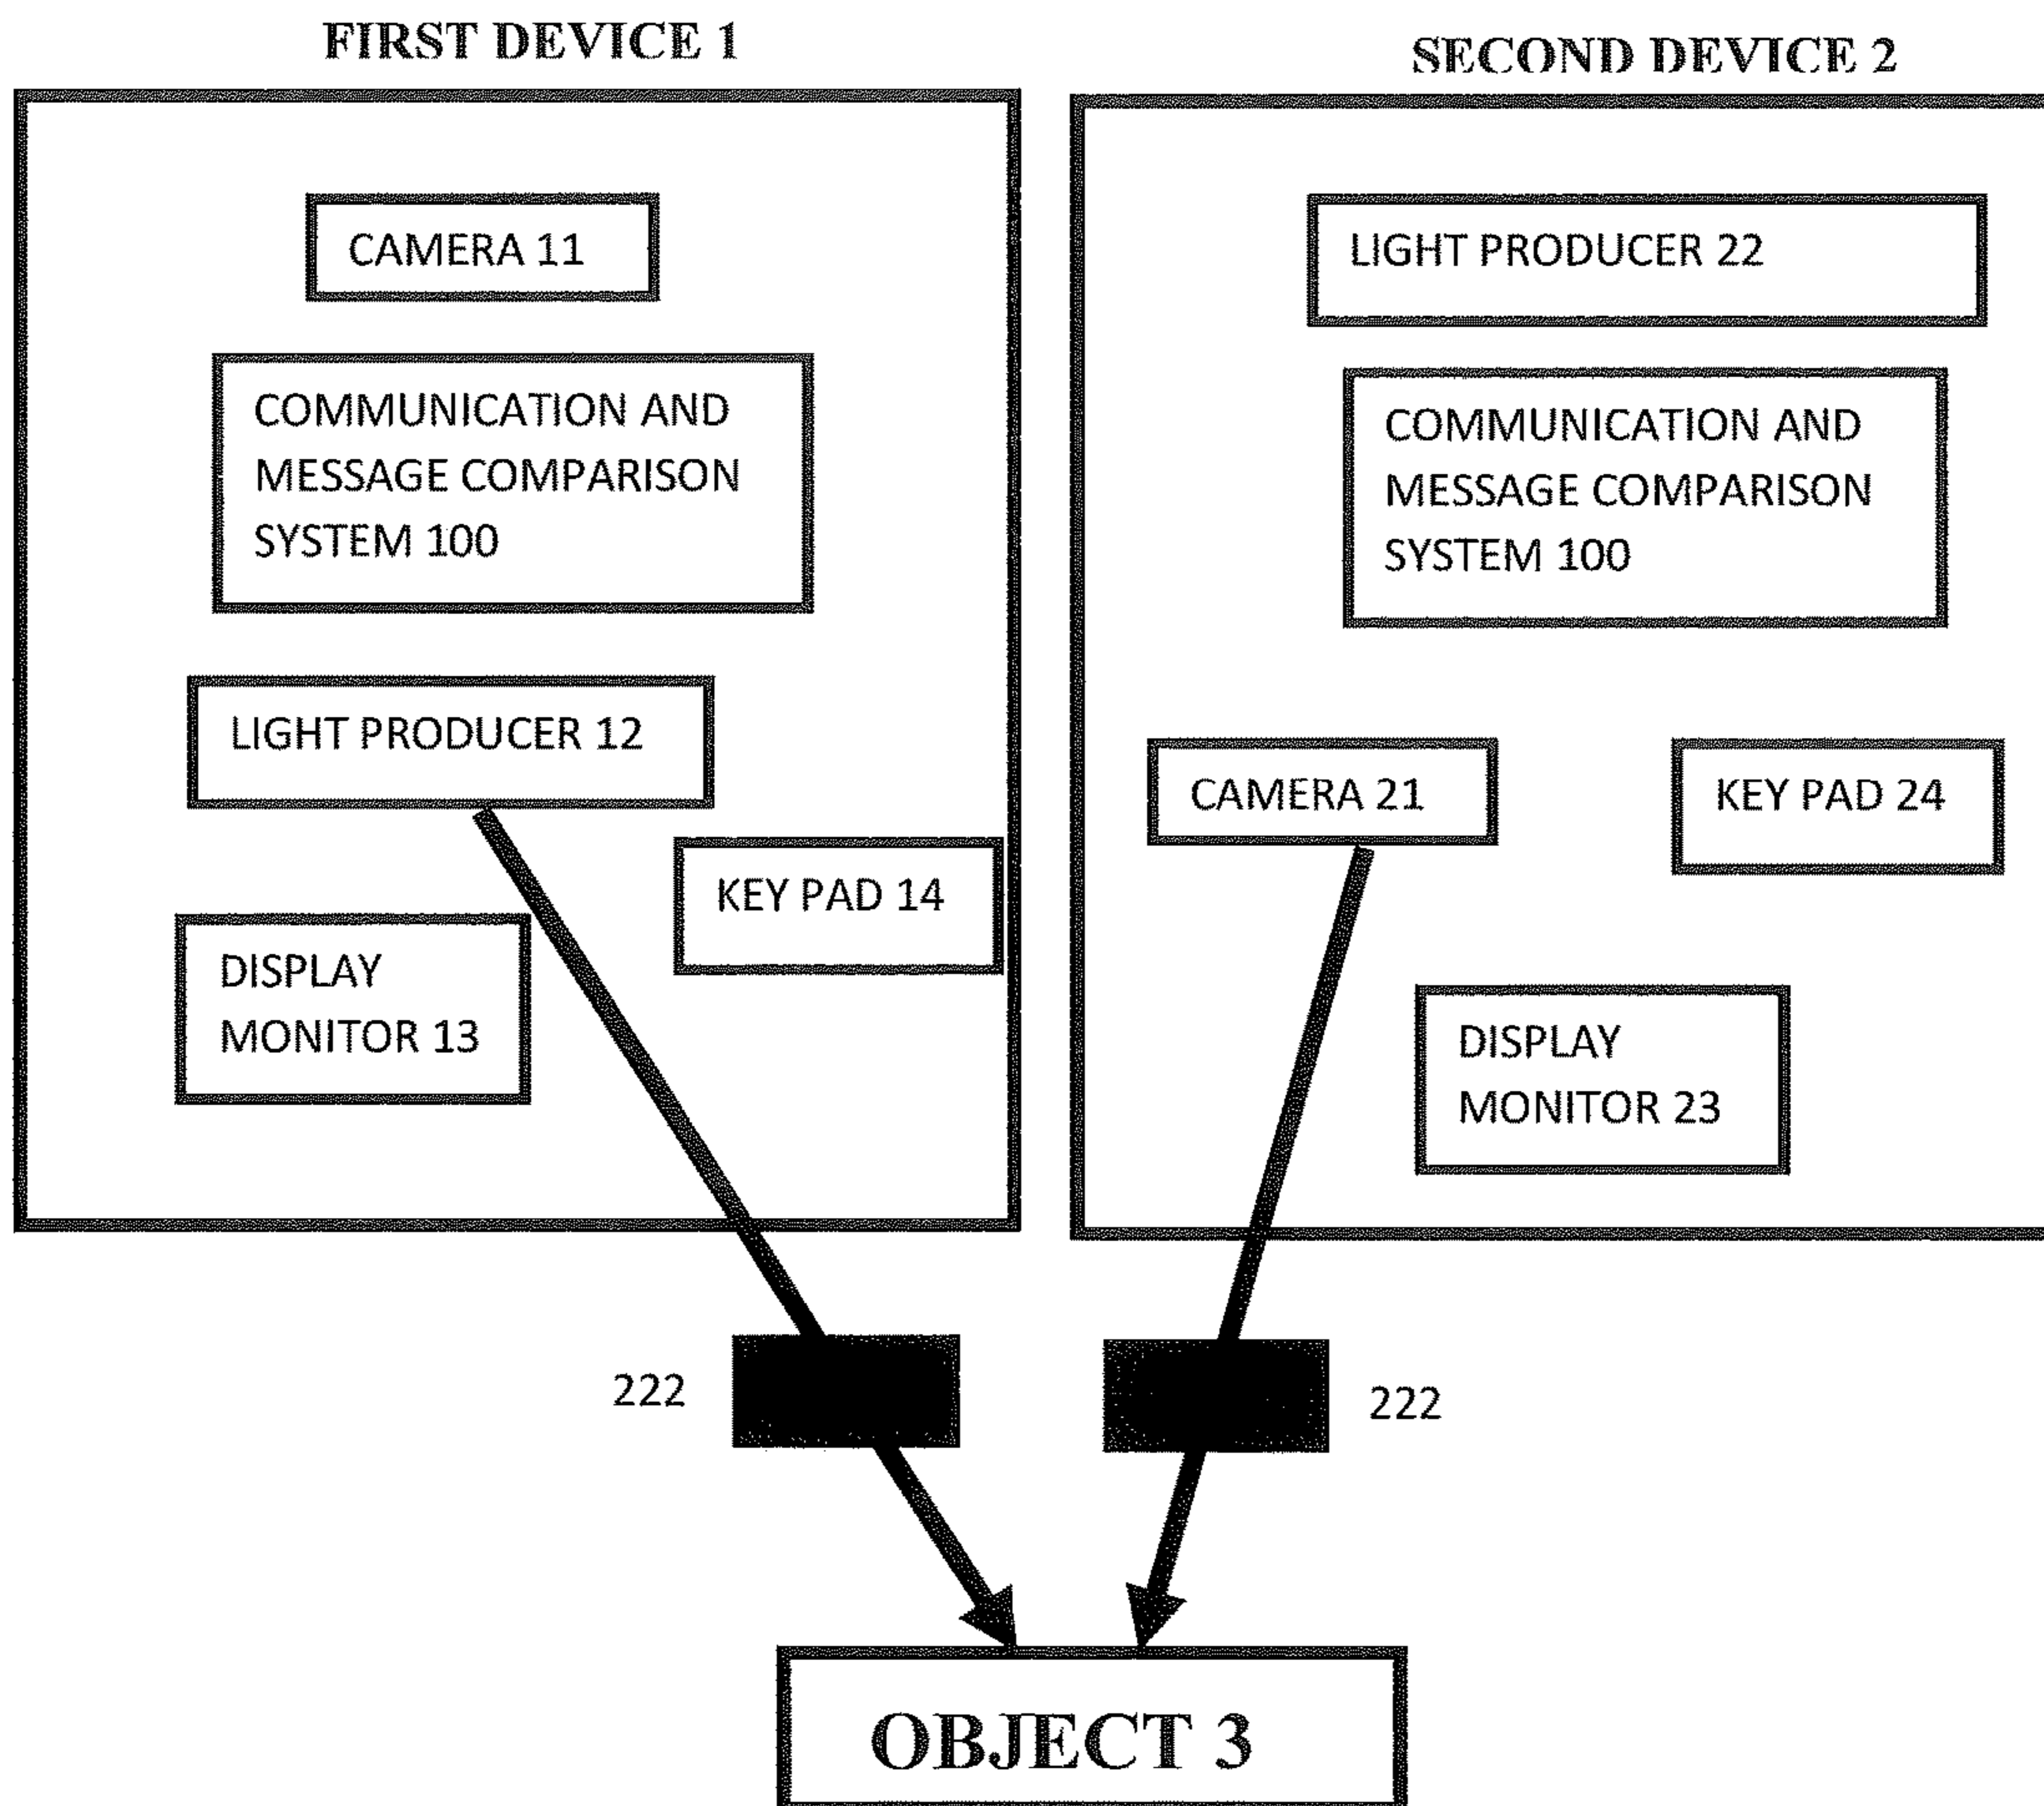 FIRST DEVICE 1
CAMERA 11
COMMUNICATION AND
MESSAGE COMPARISON
SYSTEM 100
LIGHT PRODUCER 12
KEY PAD 14
DISPLAY
MONITOR 13
SECOND DEVICE 2
LIGHT PRODUCER 22
COMMUNICATION AND
MESSAGE COMPARISON
SYSTEM 100
CAMERA 21
KEY PAD 24
DISPLAY
MONITOR 23
222
222
OBJECT 3